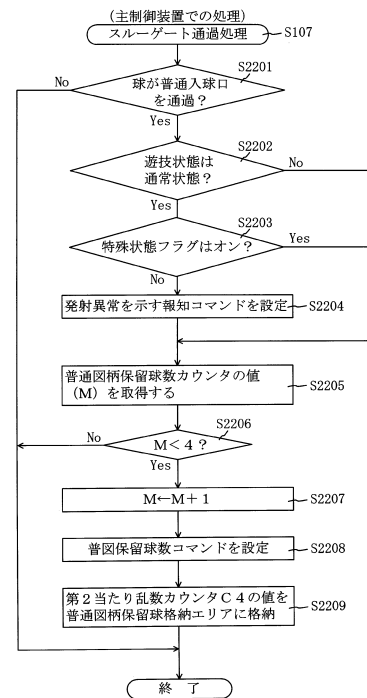 (主制御装置での処理)
スルーゲート通過処理
S107
S2201
No
球が普通入球口
を通過？
Yes
S2202
遊技状態は
通常状態？
No
Yes
S2203
特殊状態フラグはオン？
Yes
No
発射異常を示す報知コマンドを設定
S2204
普通図柄保留球数カウンタの値
（M）を取得する
S2205
S2206
No
M＜４？
Yes
M←M＋１
S2207
普図保留球数コマンドを設定
S2208
第２当たり乱数カウンタC４の値を
普通図柄保留球格納エリアに格納
S2209
終 了